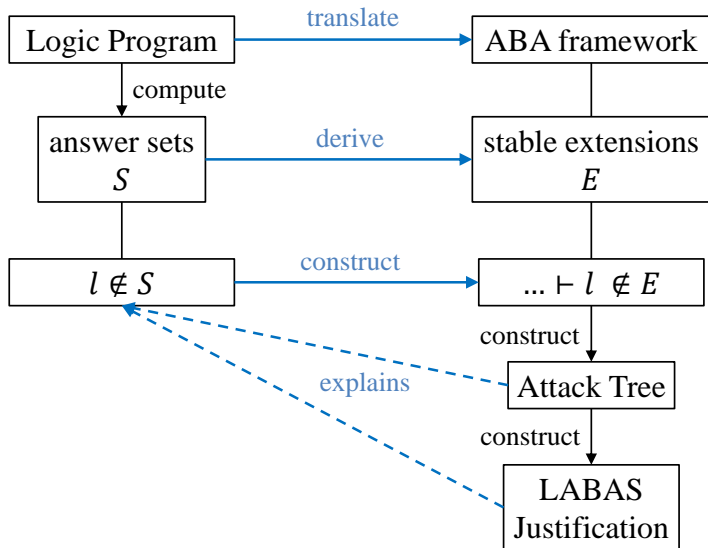 Logic Program
translate
ABA framework
compute
answer sets
S
derive
stable extensions
E
l ∉ S
construct
... ⊢ l ∉ E
construct
explains
Attack Tree
construct
LABAS
Justification